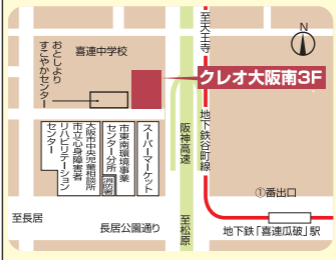 至天王寺
N
喜連中学校
おとしより
すこやかセンター
クレオ大阪南3F
地下鉄谷町線
阪神高速
スーパーマーケット
市東南環境事業
センター分所
消防署
大阪市中央児童相談所
市立心身障害者
リハビリテーション
センター
①番出口
至長居
長居公園通り
至松原
地下鉄「喜連瓜破」駅